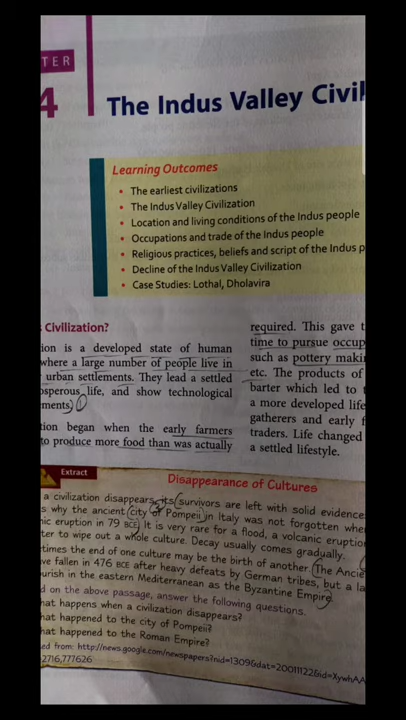 TER
4
The Indus Valley Civil
Learning Outcomes
• The earliest civilizations
• The Indus Valley Civilization
• Location and living conditions of the Indus people
• Occupations and trade of the Indus people
• Religious practices, beliefs and script of the Indus p
• Decline of the Indus Valley Civilization
• Case Studies: Lothal, Dholavira
s Civilization?
ion is a developed state of human
where a large number of people live in
urban settlements. They lead a settled
osperous life, and show technological
ments)
tion began when the early farmers
to produce more food than was actually
required. This gave t
time to pursue occup
such as pottery makin
etc. The products of
barter which led to t
a more developed life
gatherers and early f
traders. Life changed
a settled lifestyle.
Extract
Disappearance of Cultures
a civilization disappears, its survivors are left with solid evidence
s why the ancient city of Pompeii in Italy was not forgotten when
nic eruption in 79 BCE. It is very rare for a flood, a volcanic eruptio
ter to wipe out a whole culture. Decay usually comes gradually.
times the end of one culture may be the birth of another. The Ancie
ve fallen in 476 BCE after heavy defeats by German tribes, but a la
urish in the eastern Mediterranean as the Byzantine Empire.
d on the above passage, answer the following questions.
hat happens when a civilization disappears?
hat happened to the city of Pompeii?
hat happened to the Roman Empire?
ed from: http://news.google.com/newspapers?nid=1309&dat=20011122&id=XywhAA
2716,777626